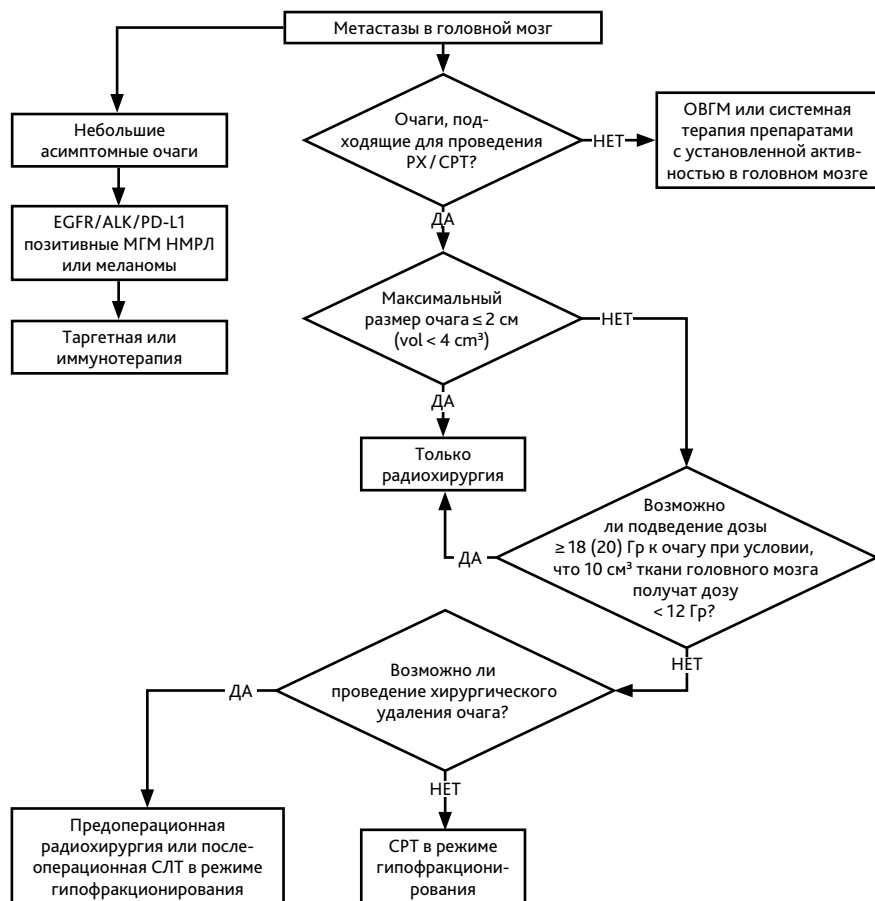 Метастазы в головной мозг
Небольшие
асимптомные очаги
EGFR/ALK/PD-L1
позитивные МГМ НМРЛ
или меланомы
Таргетная или
иммунотерапия
Очаги, под-
ходящие для проведения
РХ / СРТ?
НЕТ
ОВГМ или системная
терапия препаратами
с установленной актив-
ностью в головном мозге
ДА
Максимальный
размер очага ≤ 2 см
(vol < 4 cm³)
НЕТ
ДА
Только
радиохирургия
Возможно
ли подведение дозы
≥ 18 (20) Гр к очагу при условии,
что 10 см³ ткани головного мозга
получат дозу
< 12 Гр?
ДА
НЕТ
Возможно ли
проведение хирургического
удаления очага?
ДА
НЕТ
Предоперационная
радиохирургия или после-
операционная СЛТ в режиме
гипофракционирования
СРТ в режиме
гипофракциони-
рования